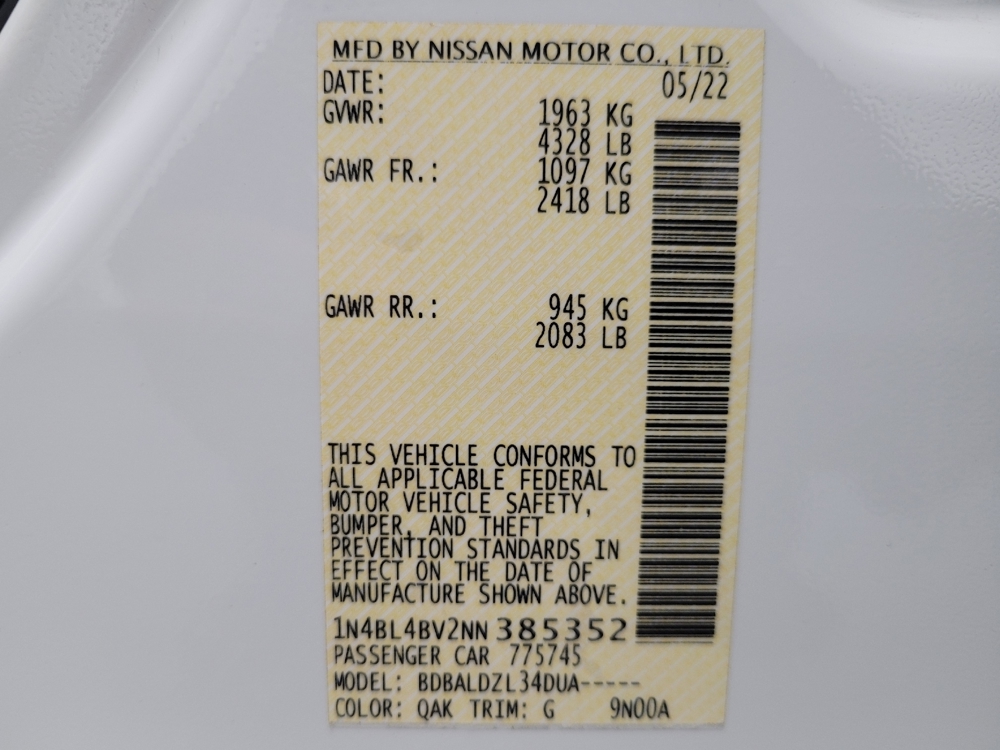 MFD BY NISSAN MOTOR CO., LTD.
DATE: 05/22
GVWR: 1963 KG
4328 LB
GAWR FR.: 1097 KG
2418 LB
GAWR RR.: 945 KG
2083 LB
THIS VEHICLE CONFORMS TO
ALL APPLICABLE FEDERAL
MOTOR VEHICLE SAFETY,
BUMPER, AND THEFT
PREVENTION STANDARDS IN
EFFECT ON THE DATE OF
MANUFACTURE SHOWN ABOVE.
1N4BL4BV2NN385352
PASSENGER CAR 775745
MODEL: BDBALDZL34DUA-----
COLOR: QAK TRIM: G 9N00A